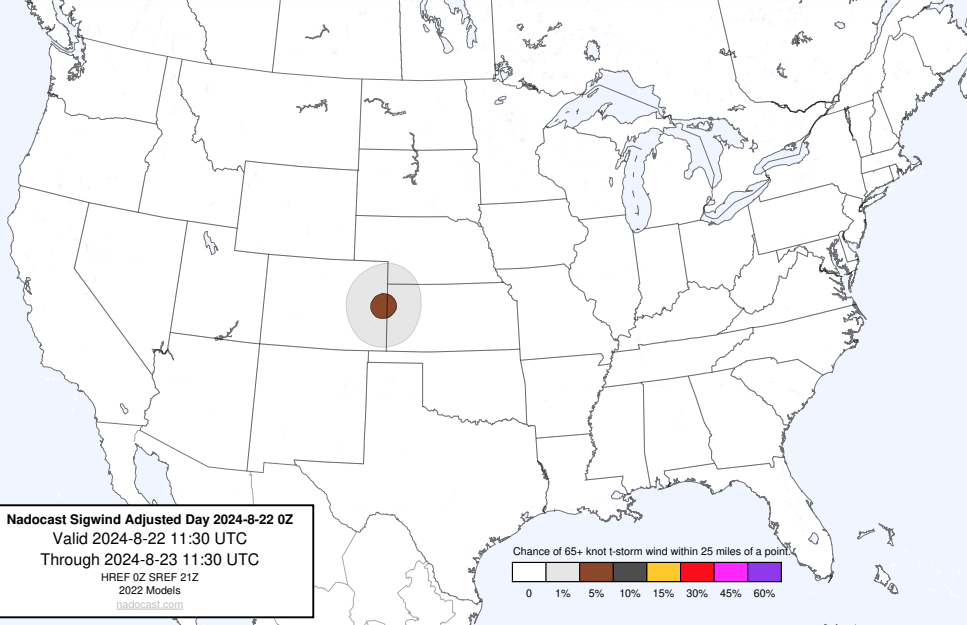 Nadocast Sigwind Adjusted Day 2024-8-22 0Z
Valid 2024-8-22 11:30 UTC
Through 2024-8-23 11:30 UTC
HREF 0Z SREF 21Z
2022 Models
nadocast.com
Chance of 65+ knot t-storm wind within 25 miles of a point.
0 1% 5% 10% 15% 30% 45% 60%